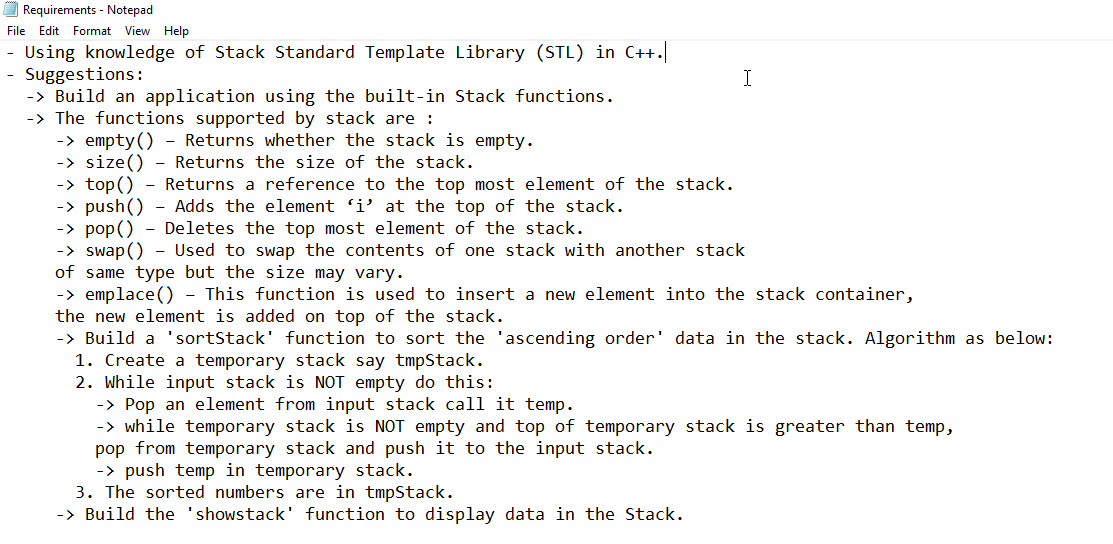 Requirements - Notepad
File Edit Format View Help
- Using knowledge of Stack Standard Template Library (STL) in C++.
- Suggestions:
-> Build an application using the built-in Stack functions.
-> The functions supported by stack are :
-> empty() – Returns whether the stack is empty.
-> size() – Returns the size of the stack.
-> top() – Returns a reference to the top most element of the stack.
-> push() – Adds the element ‘i’ at the top of the stack.
-> pop() – Deletes the top most element of the stack.
-> swap() – Used to swap the contents of one stack with another stack
of same type but the size may vary.
-> emplace() – This function is used to insert a new element into the stack container,
the new element is added on top of the stack.
-> Build a 'sortStack' function to sort the 'ascending order' data in the stack. Algorithm as below:
1. Create a temporary stack say tmpStack.
2. While input stack is NOT empty do this:
-> Pop an element from input stack call it temp.
-> while temporary stack is NOT empty and top of temporary stack is greater than temp,
pop from temporary stack and push it to the input stack.
-> push temp in temporary stack.
3. The sorted numbers are in tmpStack.
-> Build the 'showstack' function to display data in the Stack.